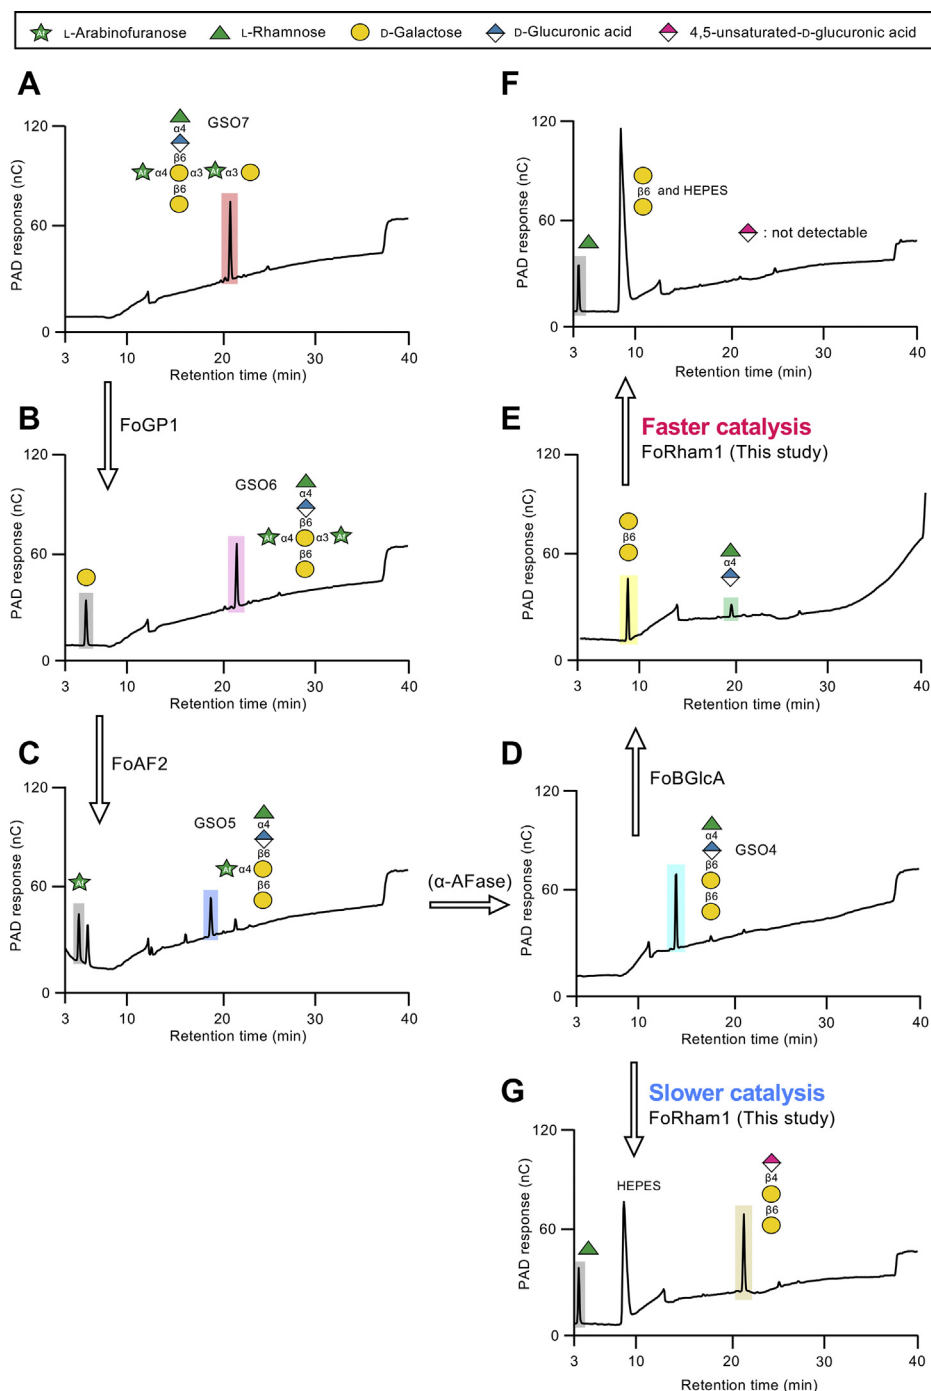 Ar L-Arabinofuranose L-Rhamnose D-Galactose D-Glucuronic acid 4,5-unsaturated-D-glucuronic acid
A
120
60
0
PAD response (nC)
GSO7
α4
β6
Ar α4 α3 Ar α3
β6
3 10 20 30 40
Retention time (min)
FoGP1
B
120
60
0
PAD response (nC)
GSO6
α4
β6
Ar α4 α3 Ar
β6
3 10 20 30 40
Retention time (min)
FoAF2
C
120
60
0
PAD response (nC)
Ar
GSO5
α4
β6
Ar α4
β6
3 10 20 30 40
Retention time (min)
(α-AFase)
D
120
60
0
PAD response (nC)
α4
GSO4
β6
β6
3 10 20 30 40
Retention time (min)
FoBGlcA
E
120
60
0
PAD response (nC)
β6
α4
3 10 20 30 40
Retention time (min)
Faster catalysis
FoRham1 (This study)
F
120
60
0
PAD response (nC)
β6 and HEPES
: not detectable
3 10 20 30 40
Retention time (min)
Slower catalysis
FoRham1 (This study)
G
120
60
0
PAD response (nC)
HEPES
β4
β6
3 10 20 30 40
Retention time (min)